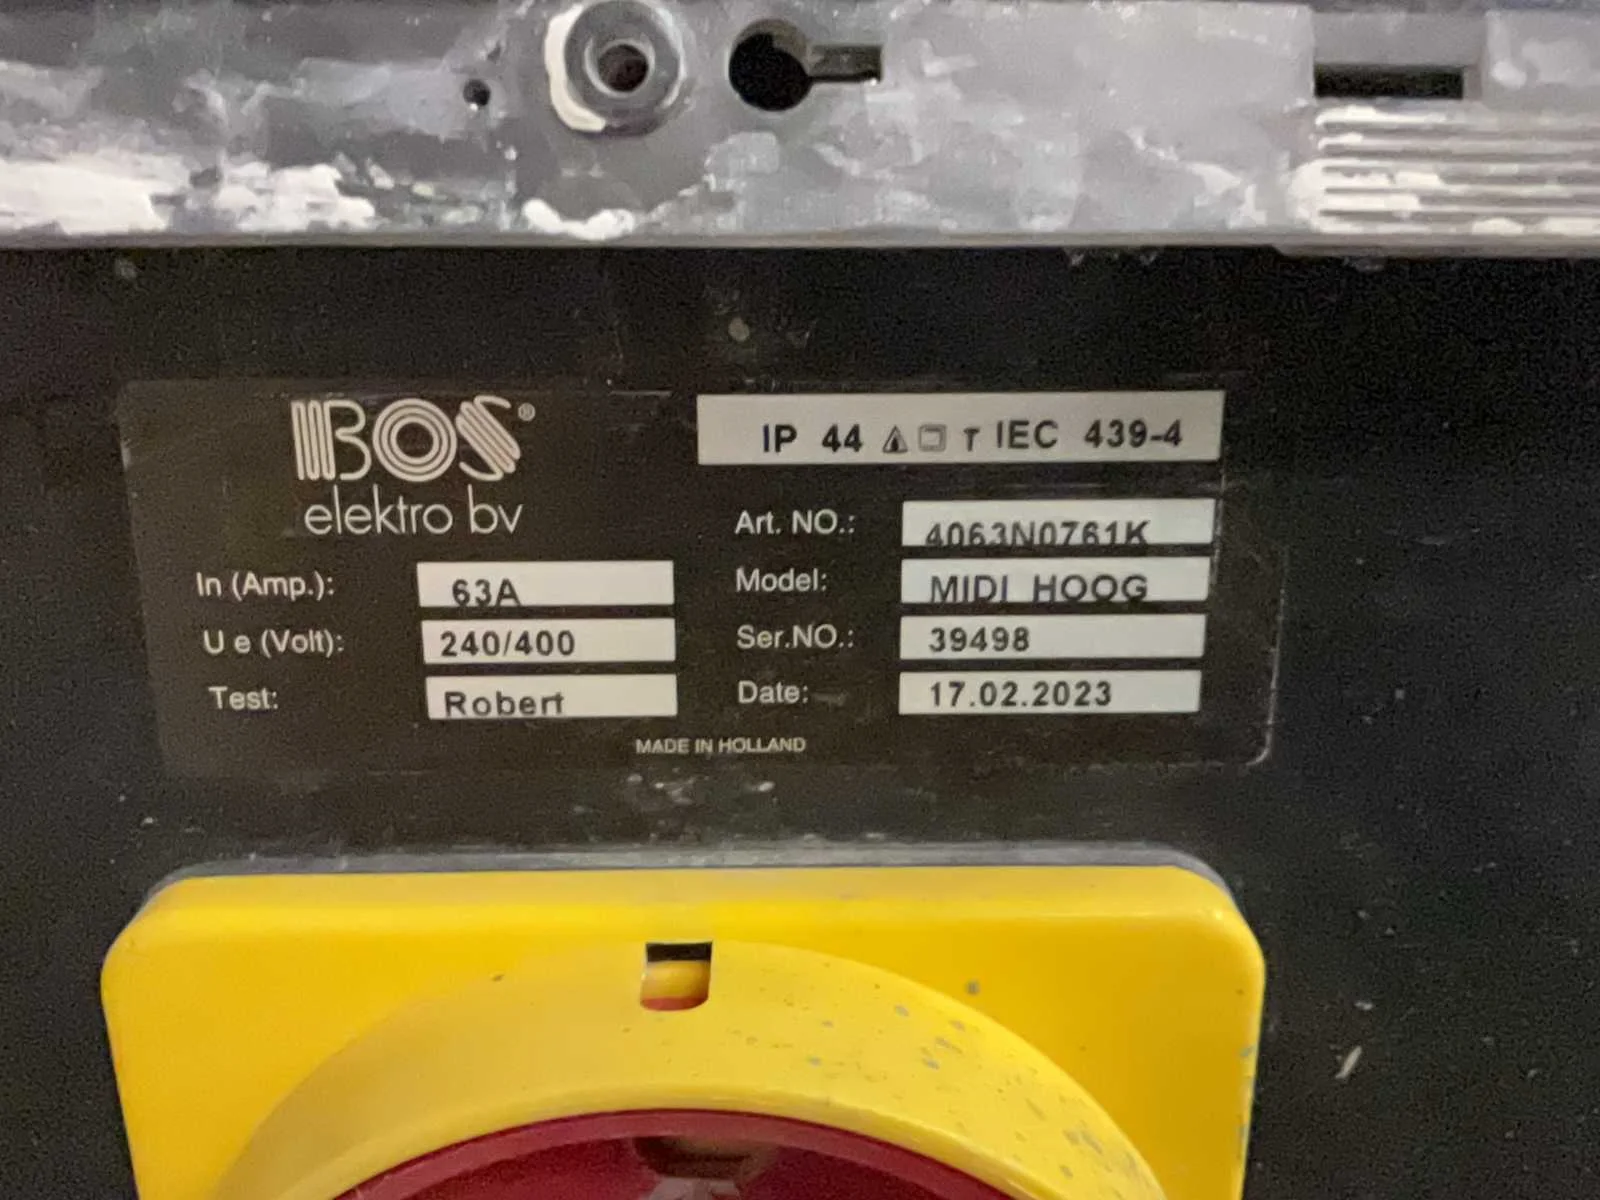 BOS®
elektro bv
IP 44 T IEC 439-4
Art. NO.: 4063N0761K
In (Amp.): 63A
Model: MIDI HOOG
U e (Volt): 240/400
Ser.NO.: 39498
Test: Robert
Date: 17.02.2023
MADE IN HOLLAND